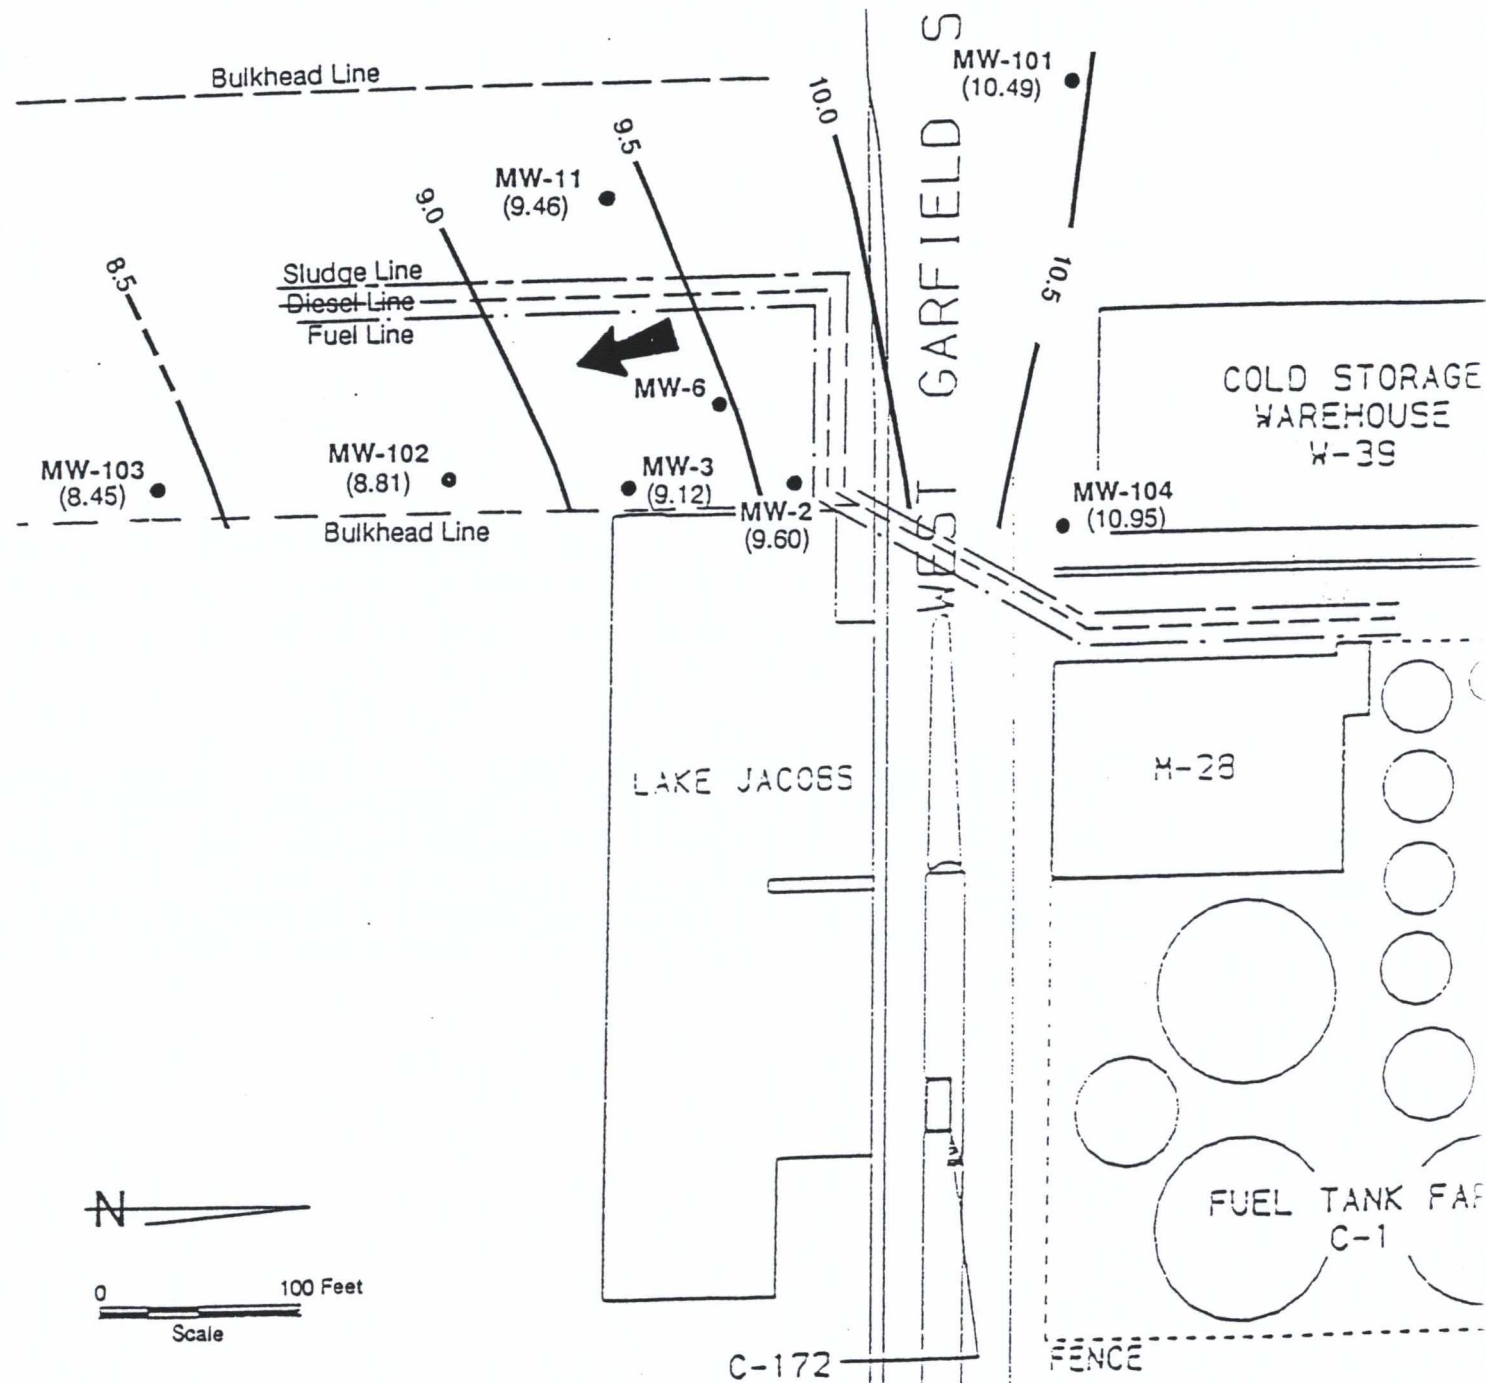 Bulkhead Line
10.0
WEST GARFIELD S
MW-101
(10.49)
9.5
MW-11
(9.46)
9.0
8.5
10.5
Sludge Line
Diesel Line
Fuel Line
MW-6
COLD STORAGE
WAREHOUSE
W-39
MW-103
(8.45)
MW-102
(8.81)
MW-3
(9.12)
MW-2
(9.60)
MW-104
(10.95)
Bulkhead Line
LAKE JACOBS
M-28
N
0 100 Feet
Scale
FUEL TANK FAR
C-1
C-172
FENCE